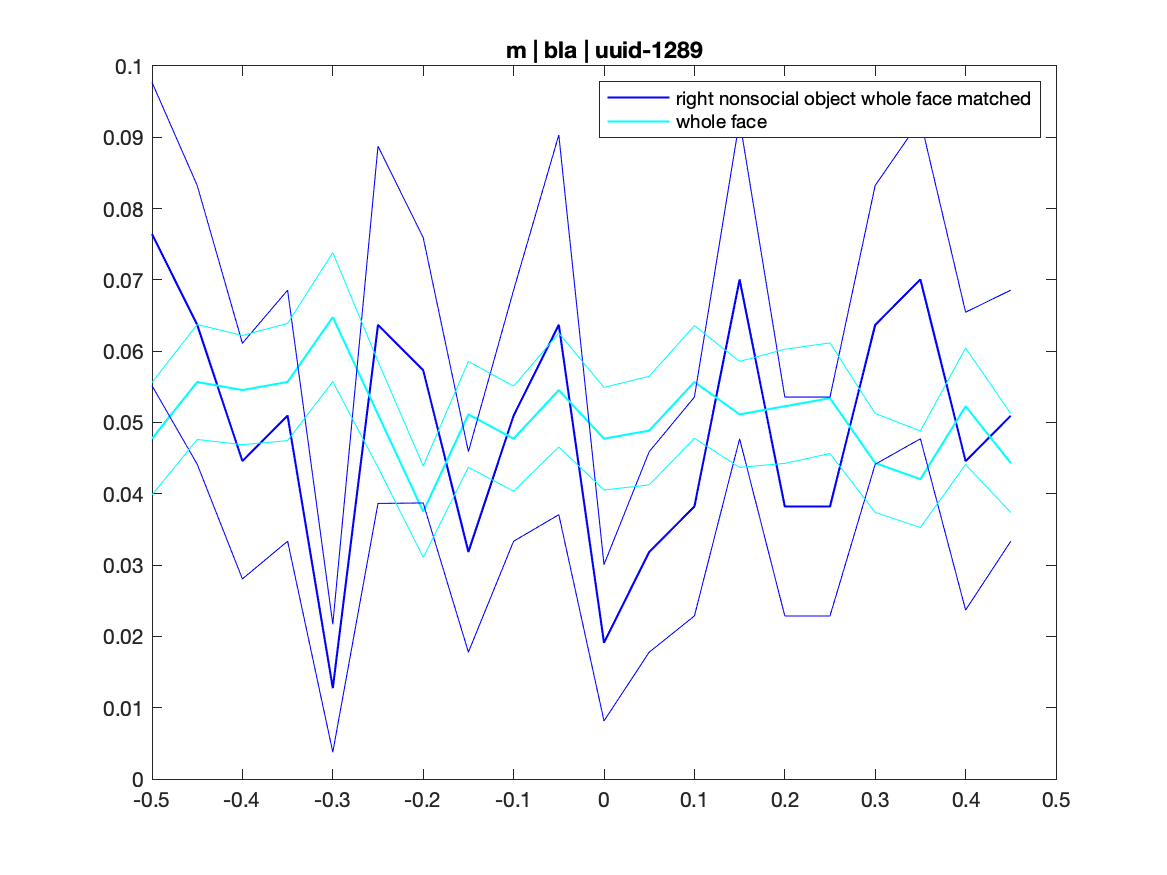 m | bla | uuid-1289
right nonsocial object whole face matched
whole face
0.1
0.09
0.08
0.07
0.06
0.05
0.04
0.03
0.02
0.01
0
-0.5 -0.4 -0.3 -0.2 -0.1 0 0.1 0.2 0.3 0.4 0.5